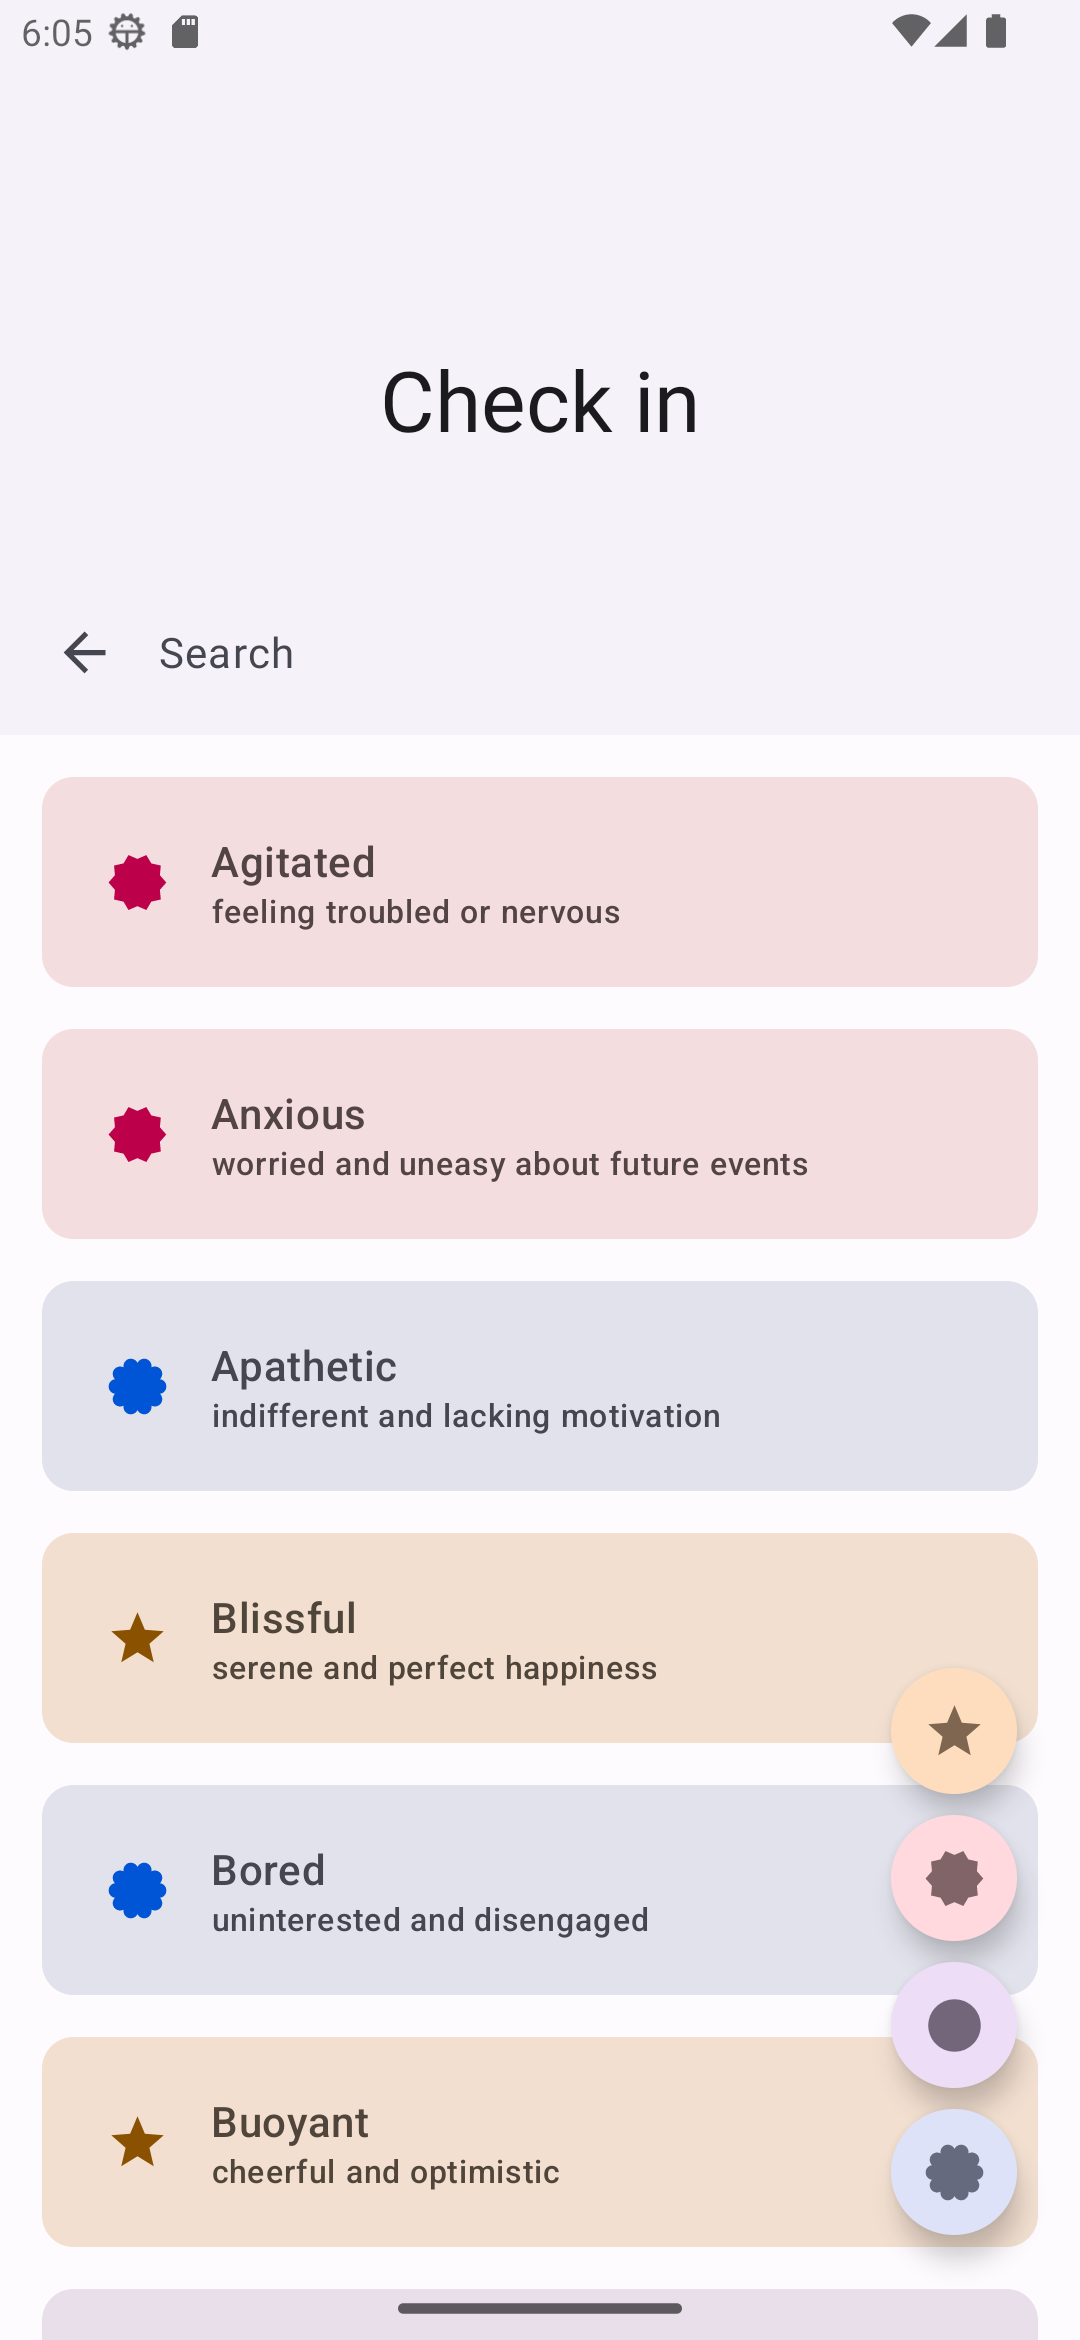 6:05
Check in
Search
Agitated
feeling troubled or nervous
Anxious
worried and uneasy about future events
Apathetic
indifferent and lacking motivation
Blissful
serene and perfect happiness
Bored
uninterested and disengaged
Buoyant
cheerful and optimistic